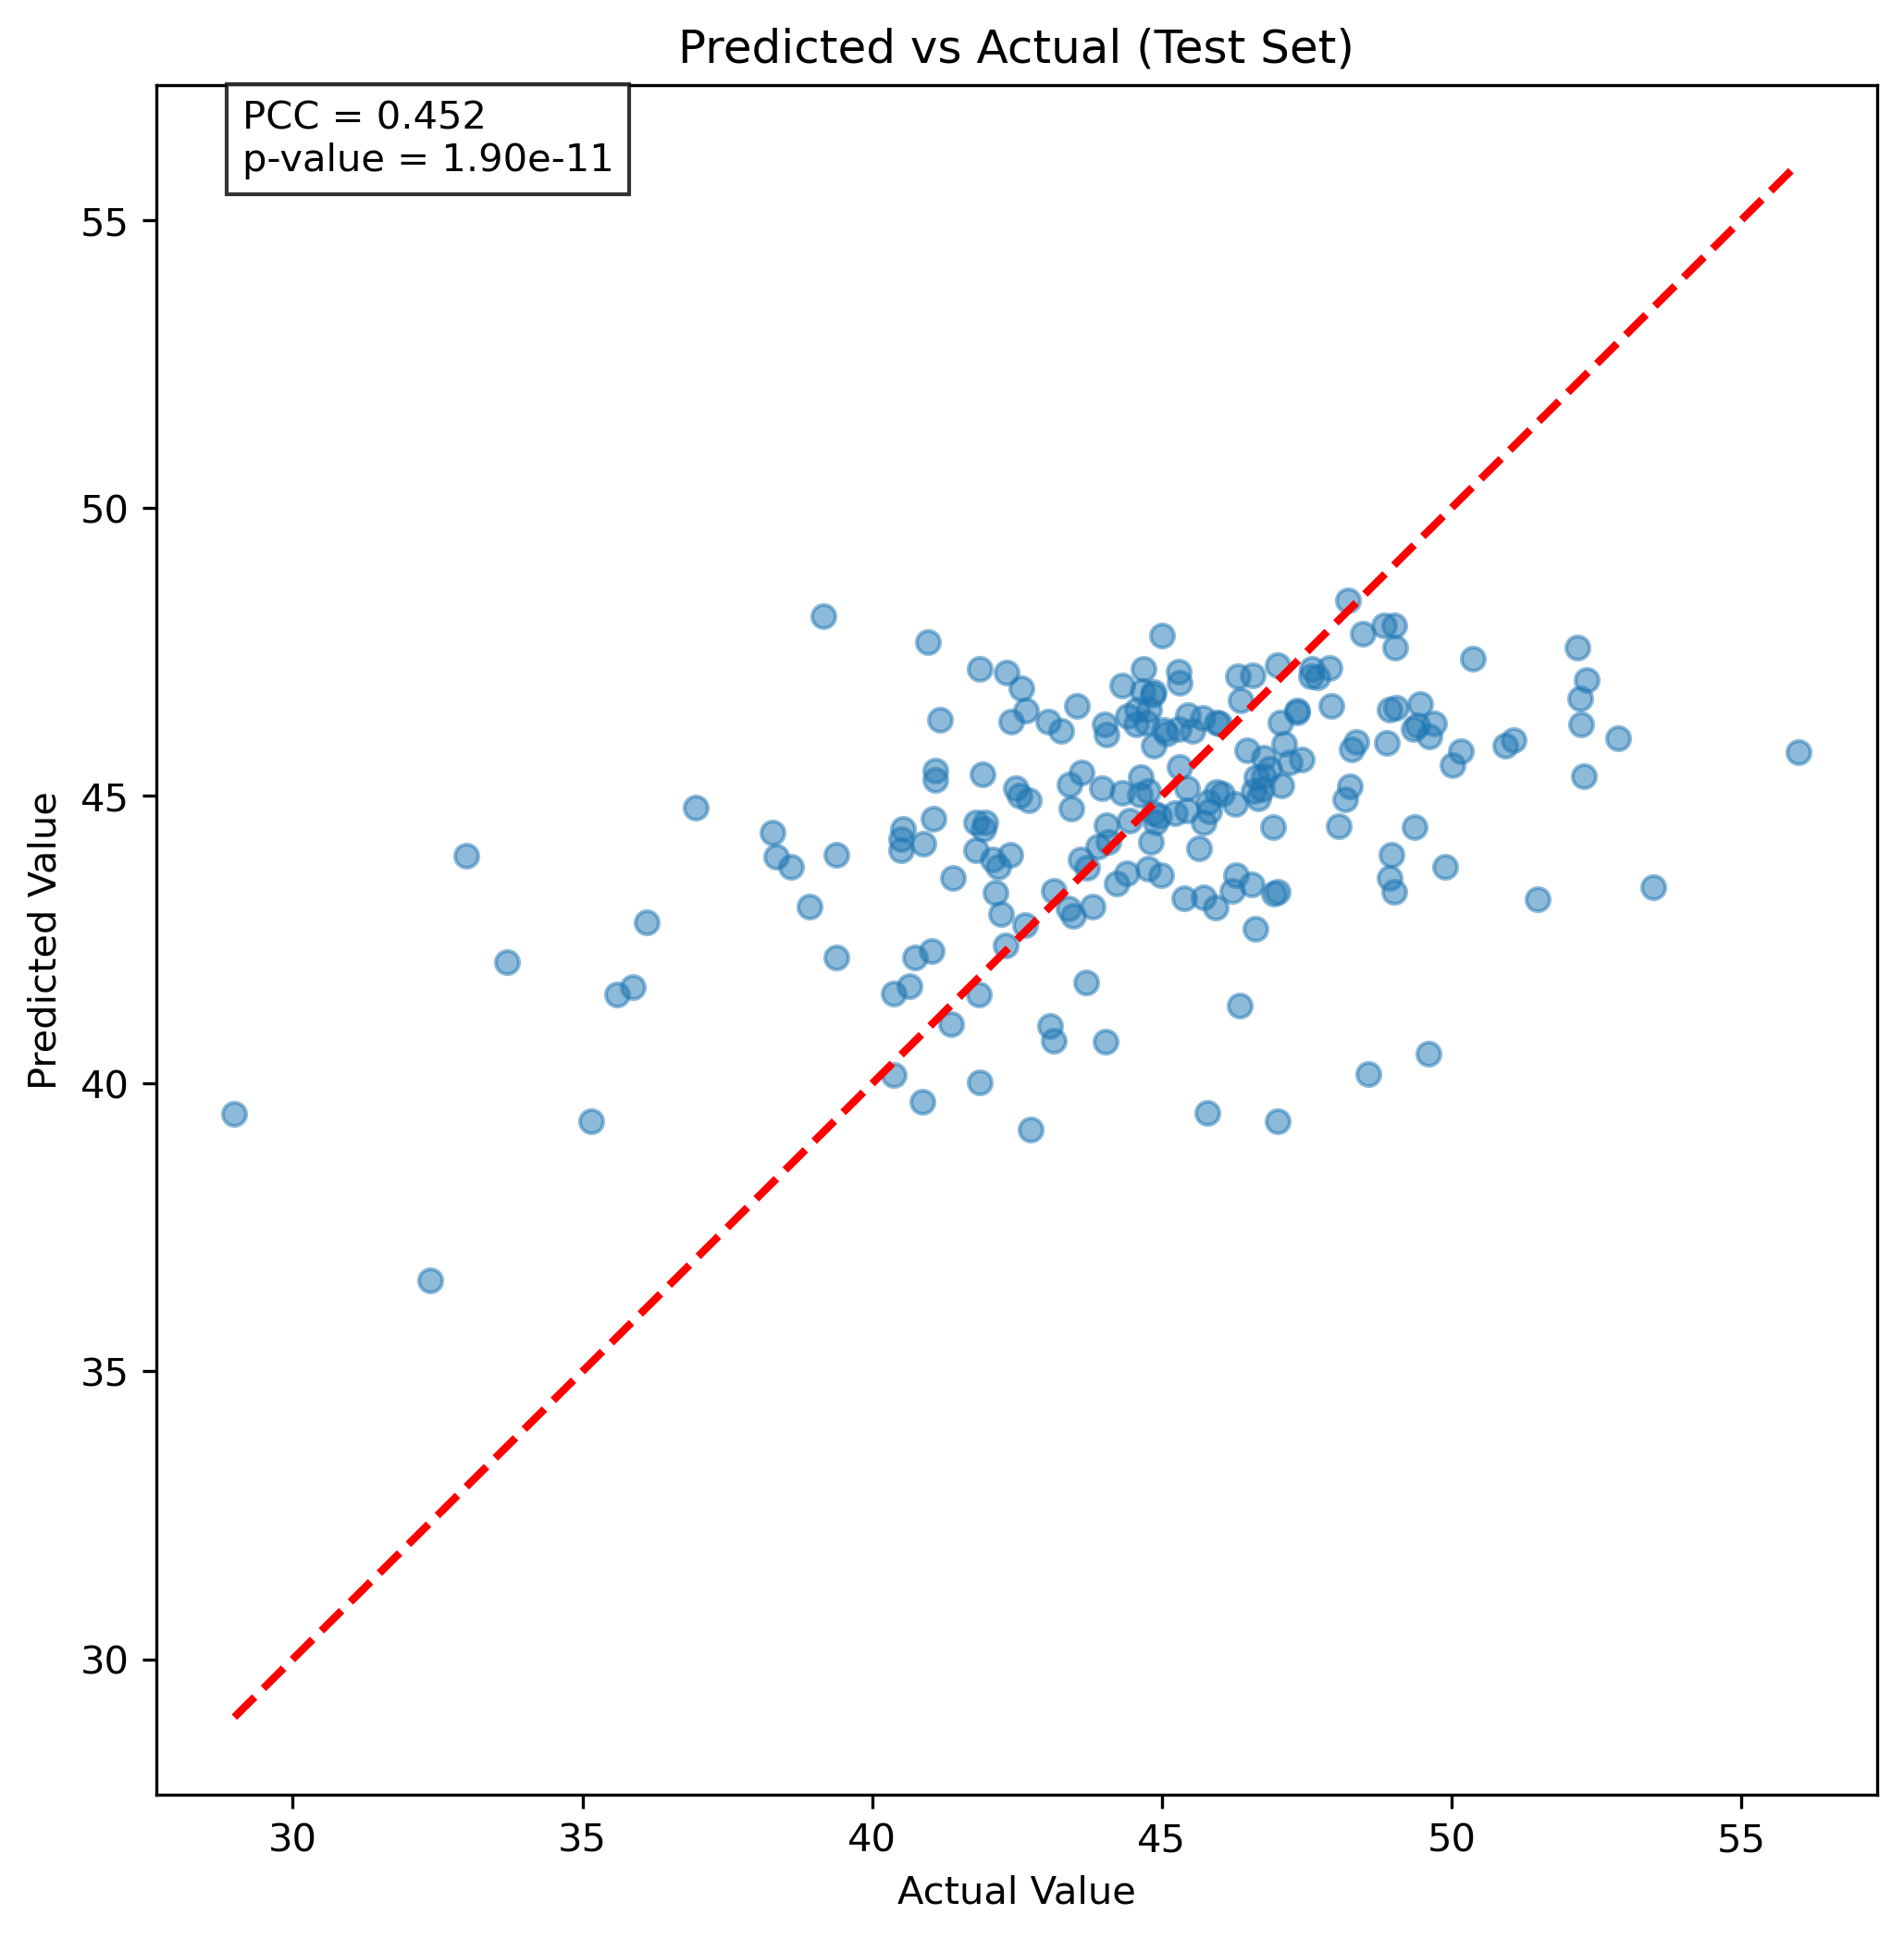 Predicted vs Actual (Test Set)
PCC = 0.452
p-value = 1.90e-11
Predicted Value
55
50
45
40
35
30
30 35 40 45 50 55
Actual Value